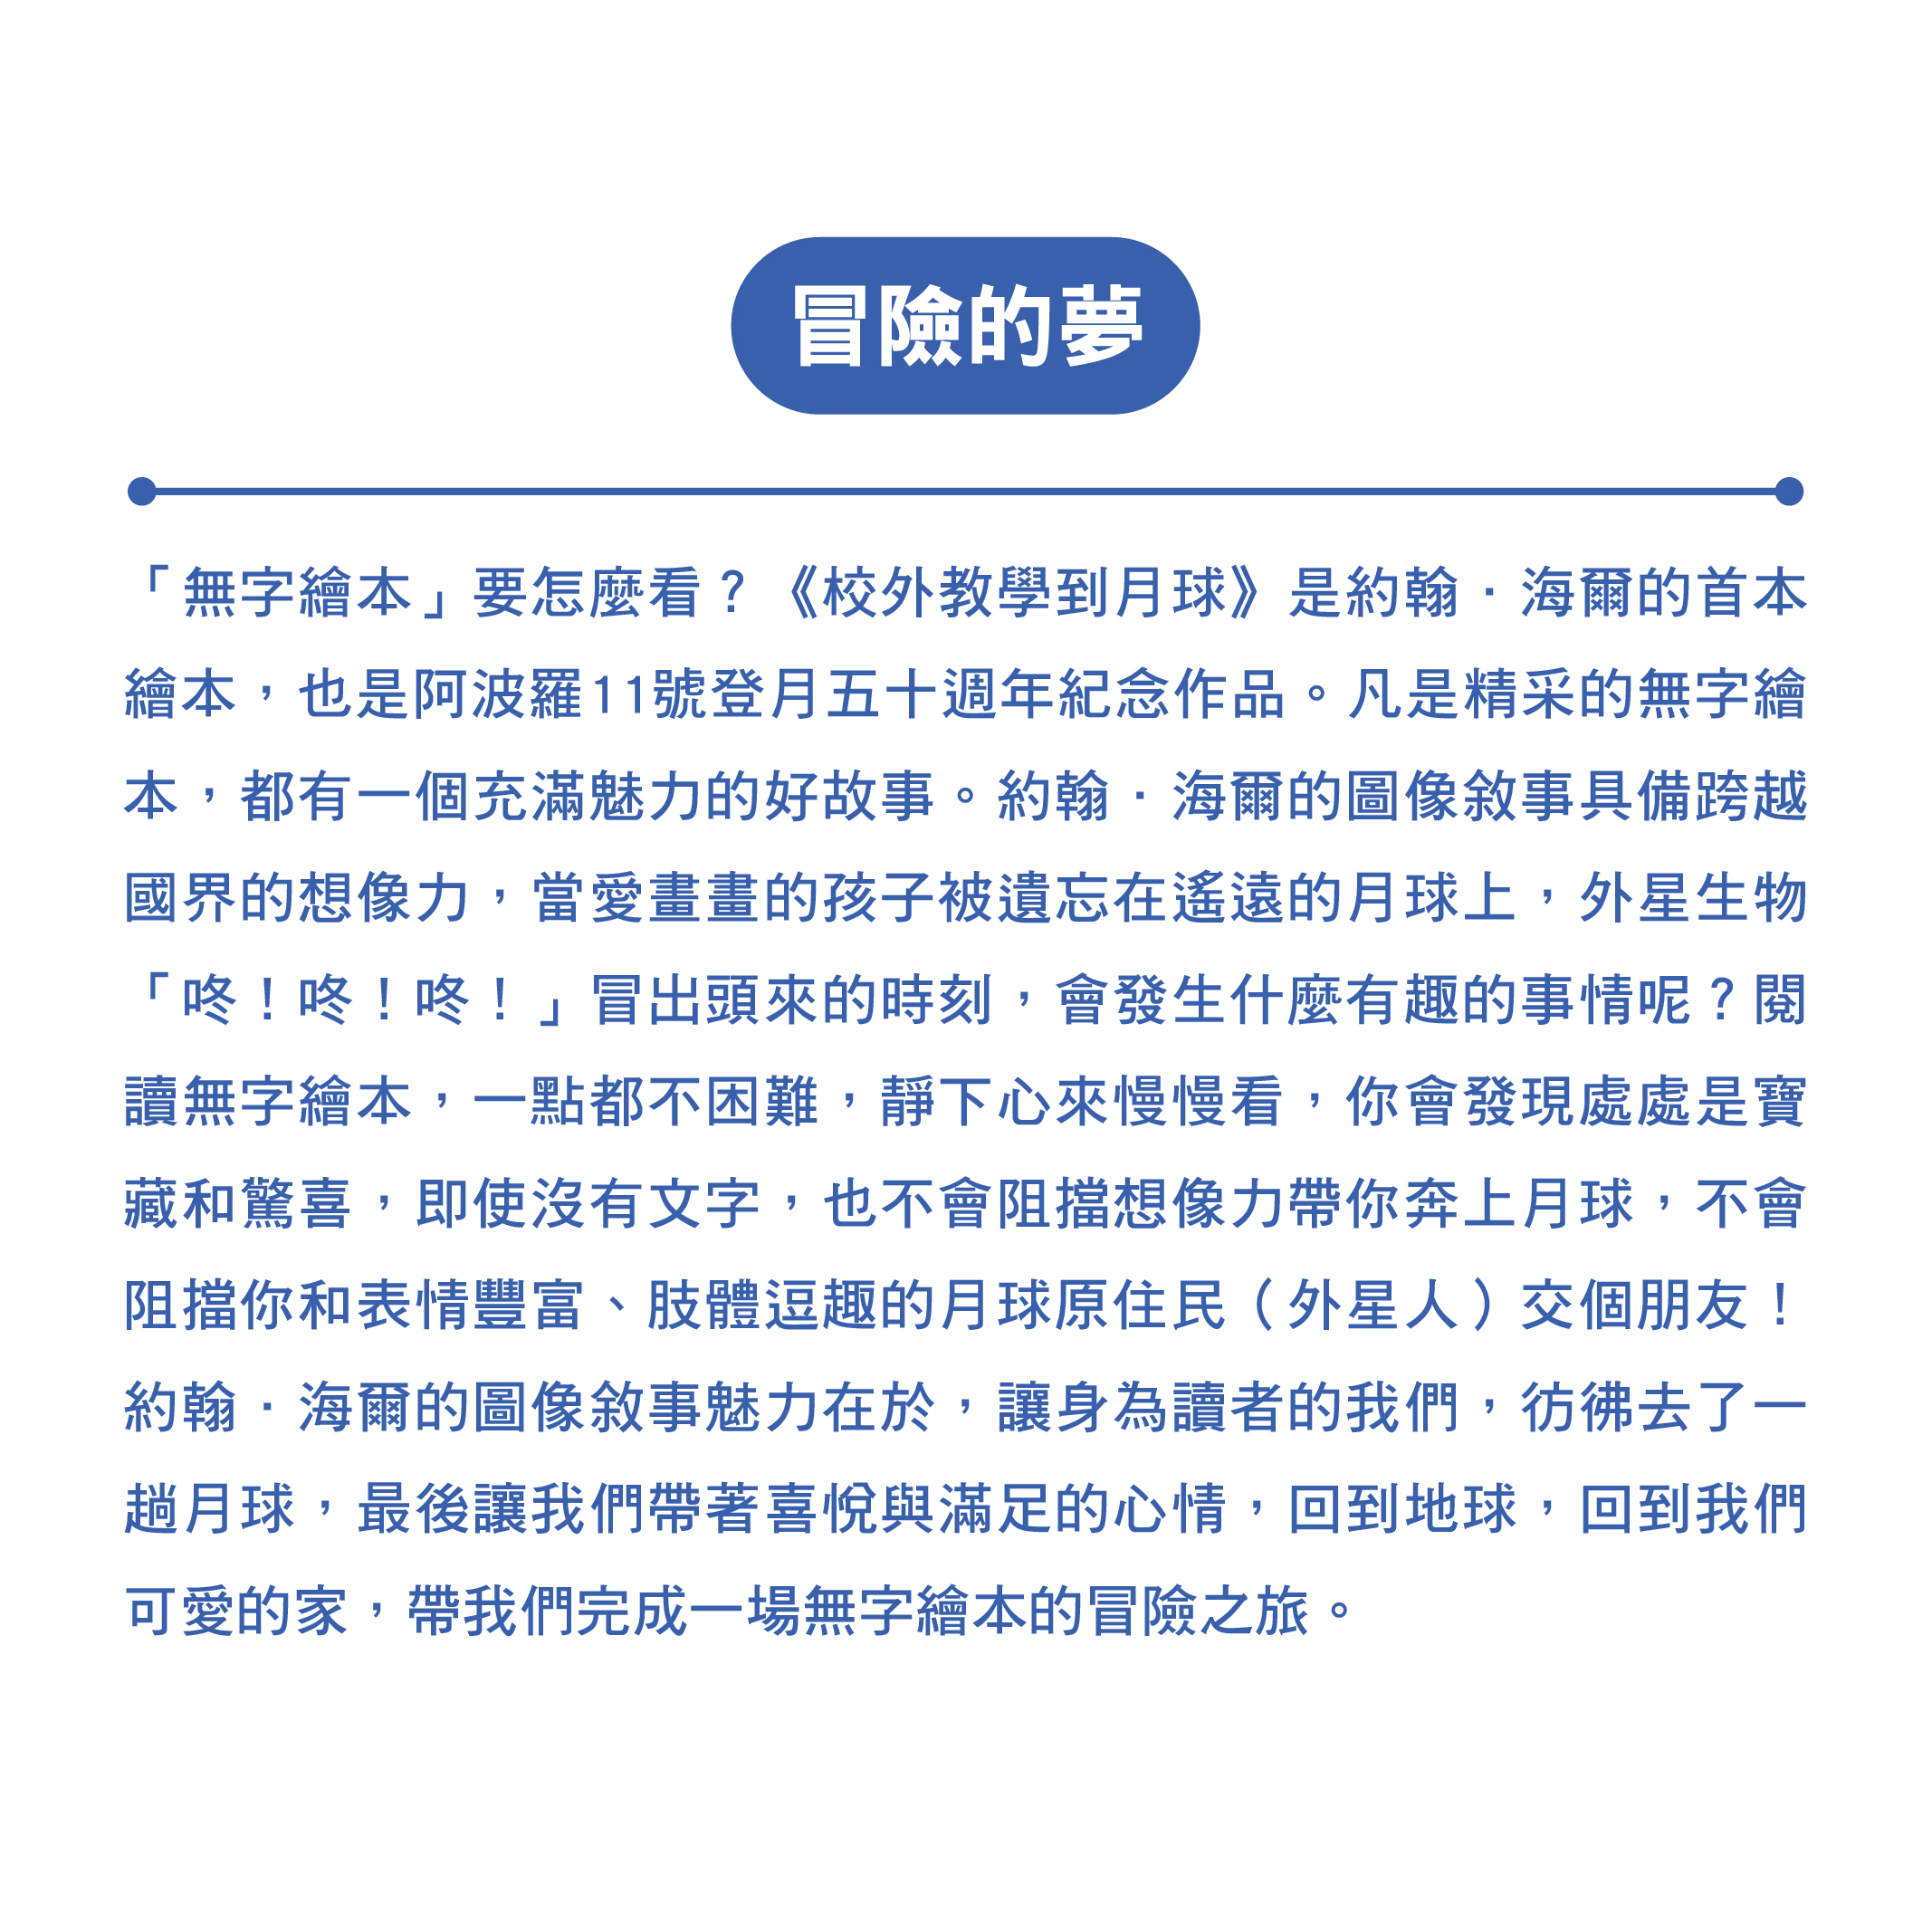 冒險的夢
「無字繪本」要怎麼看？《校外教學到月球》是約翰．海爾的首本
繪本，也是阿波羅11號登月五十週年紀念作品。凡是精采的無字繪
本，都有一個充滿魅力的好故事。約翰．海爾的圖像敘事具備跨越
國界的想像力，當愛畫畫的孩子被遺忘在遙遠的月球上，外星生物
「咚！咚！咚！」冒出頭來的時刻，會發生什麼有趣的事情呢？閱
讀無字繪本，一點都不困難，靜下心來慢慢看，你會發現處處是寶
藏和驚喜，即使沒有文字，也不會阻擋想像力帶你奔上月球，不會
阻擋你和表情豐富、肢體逗趣的月球原住民（外星人）交個朋友！
約翰．海爾的圖像敘事魅力在於，讓身為讀者的我們，彷彿去了一
趟月球，最後讓我們帶著喜悅與滿足的心情，回到地球，回到我們
可愛的家，帶我們完成一場無字繪本的冒險之旅。